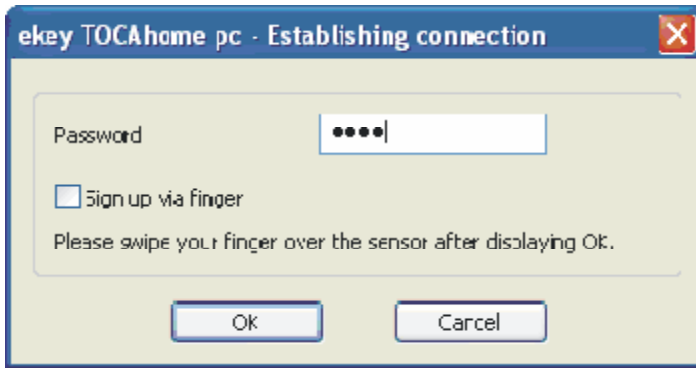 ekey TOCAhome pc - Establishing connection
Password ••••
Sign up via finger
Please swipe your finger over the sensor after displaying OK.
OK
Cancel